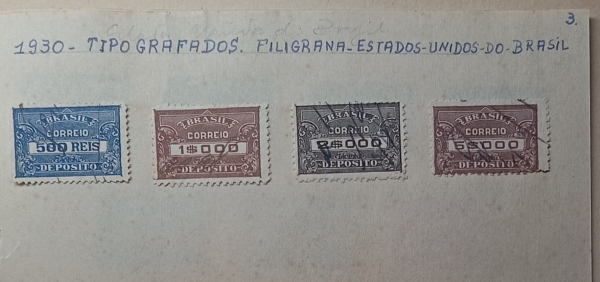 3.
1930 - TIPOGRAFADOS. FILIGRANA-ESTADOS-UNIDOS-DO-BRASIL
BRASIL
CORREIO
500 REIS
DEPOSITO
BRASIL
CORREIO
1$000
DEPOSITO
BRASIL
CORREIO
2$000
DEPOSITO
BRASIL
CORREIO
5$000
DEPOSITO